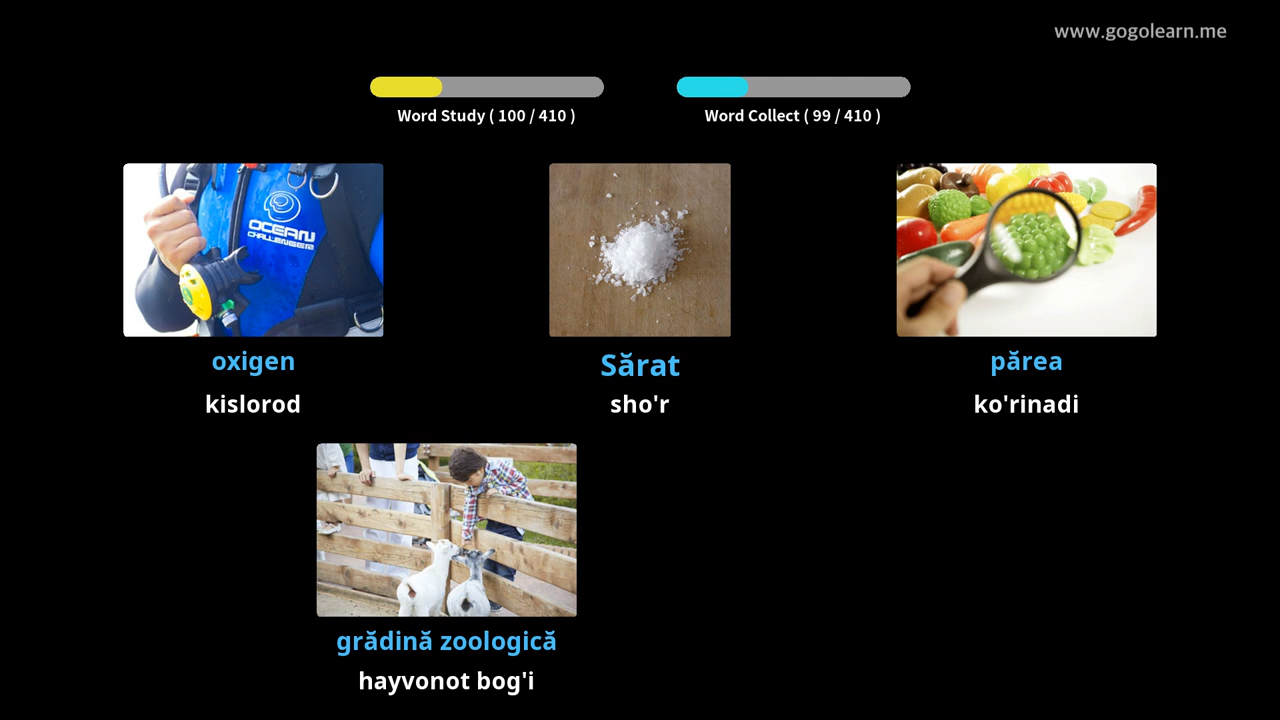 www.gogolearn.me
Word Study ( 100 / 410 )
Word Collect ( 99 / 410 )
OCEAN
CHALLENGER
oxigen
kislorod
Sărat
sho'r
părea
ko'rinadi
grădină zoologică
hayvonot bog'i